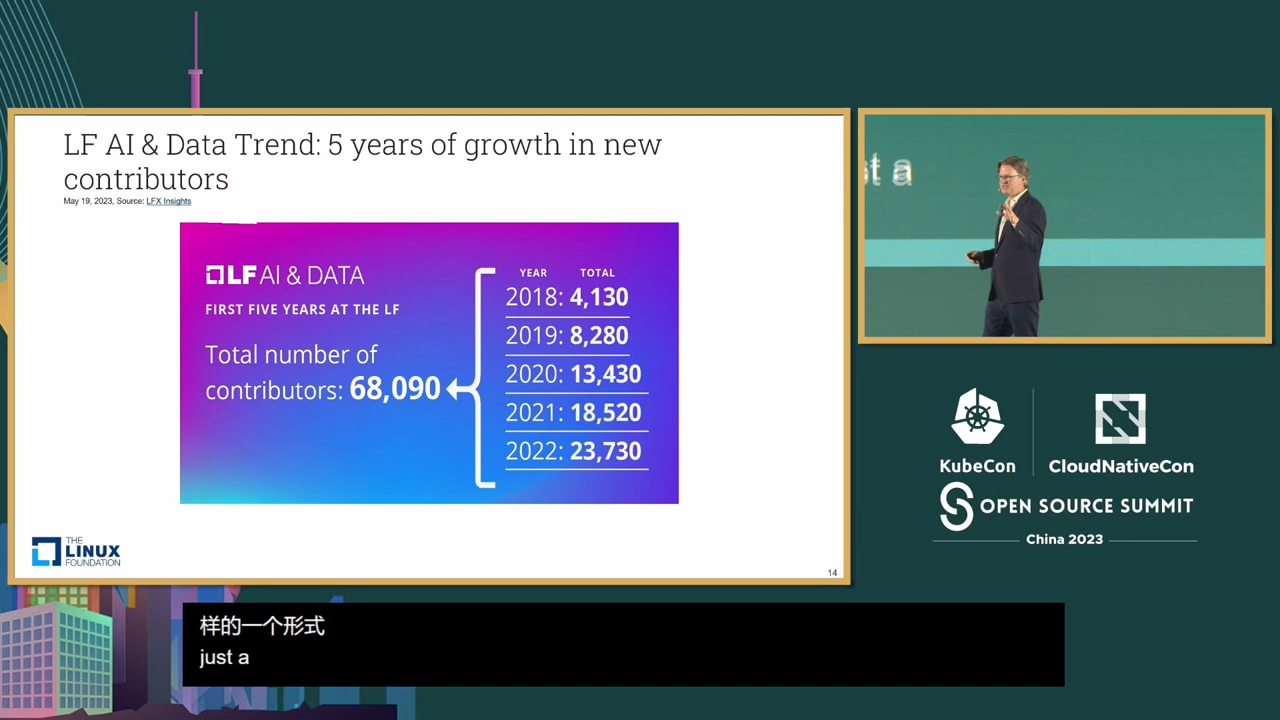 LF AI & Data Trend: 5 years of growth in new
contributors
May 19, 2023, Source: LFX Insights
LF AI & DATA
FIRST FIVE YEARS AT THE LF
Total number of
contributors: 68,090
YEAR TOTAL
2018: 4,130
2019: 8,280
2020: 13,430
2021: 18,520
2022: 23,730
THE
LINUX
FOUNDATION
14
st a
KubeCon
CloudNativeCon
OPEN SOURCE SUMMIT
China 2023
样的一个形式
just a